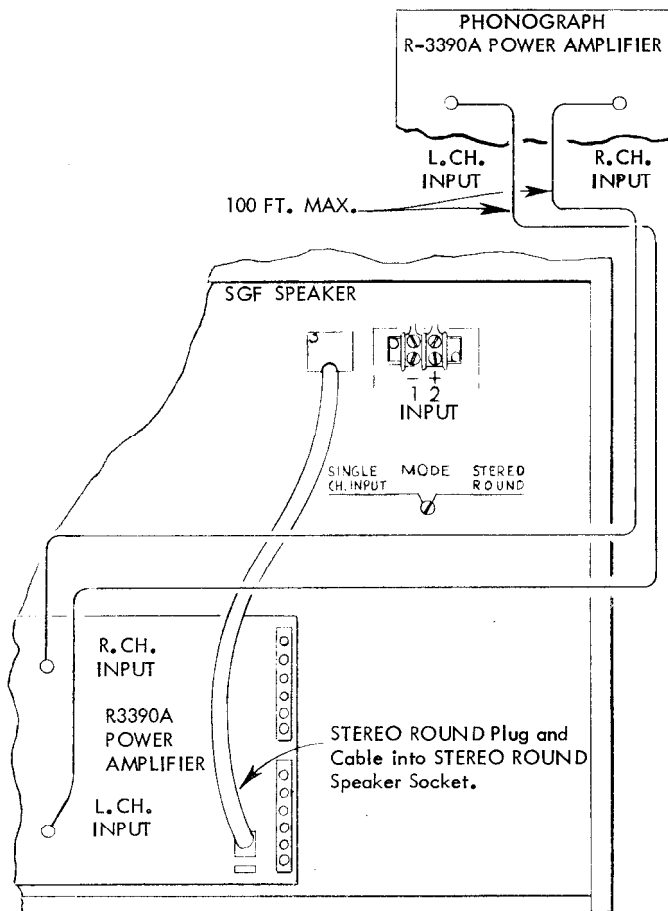 PHONOGRAPH
R-3390A POWER AMPLIFIER
L.CH.
INPUT
R.CH.
INPUT
100 FT. MAX.
SGF SPEAKER
3
- +
1 2
INPUT
SINGLE
CH. INPUT
MODE
STEREO
ROUND
R.CH.
INPUT
R3390A
POWER
AMPLIFIER
L.CH.
INPUT
STEREO ROUND Plug and
Cable into STEREO ROUND
Speaker Socket.